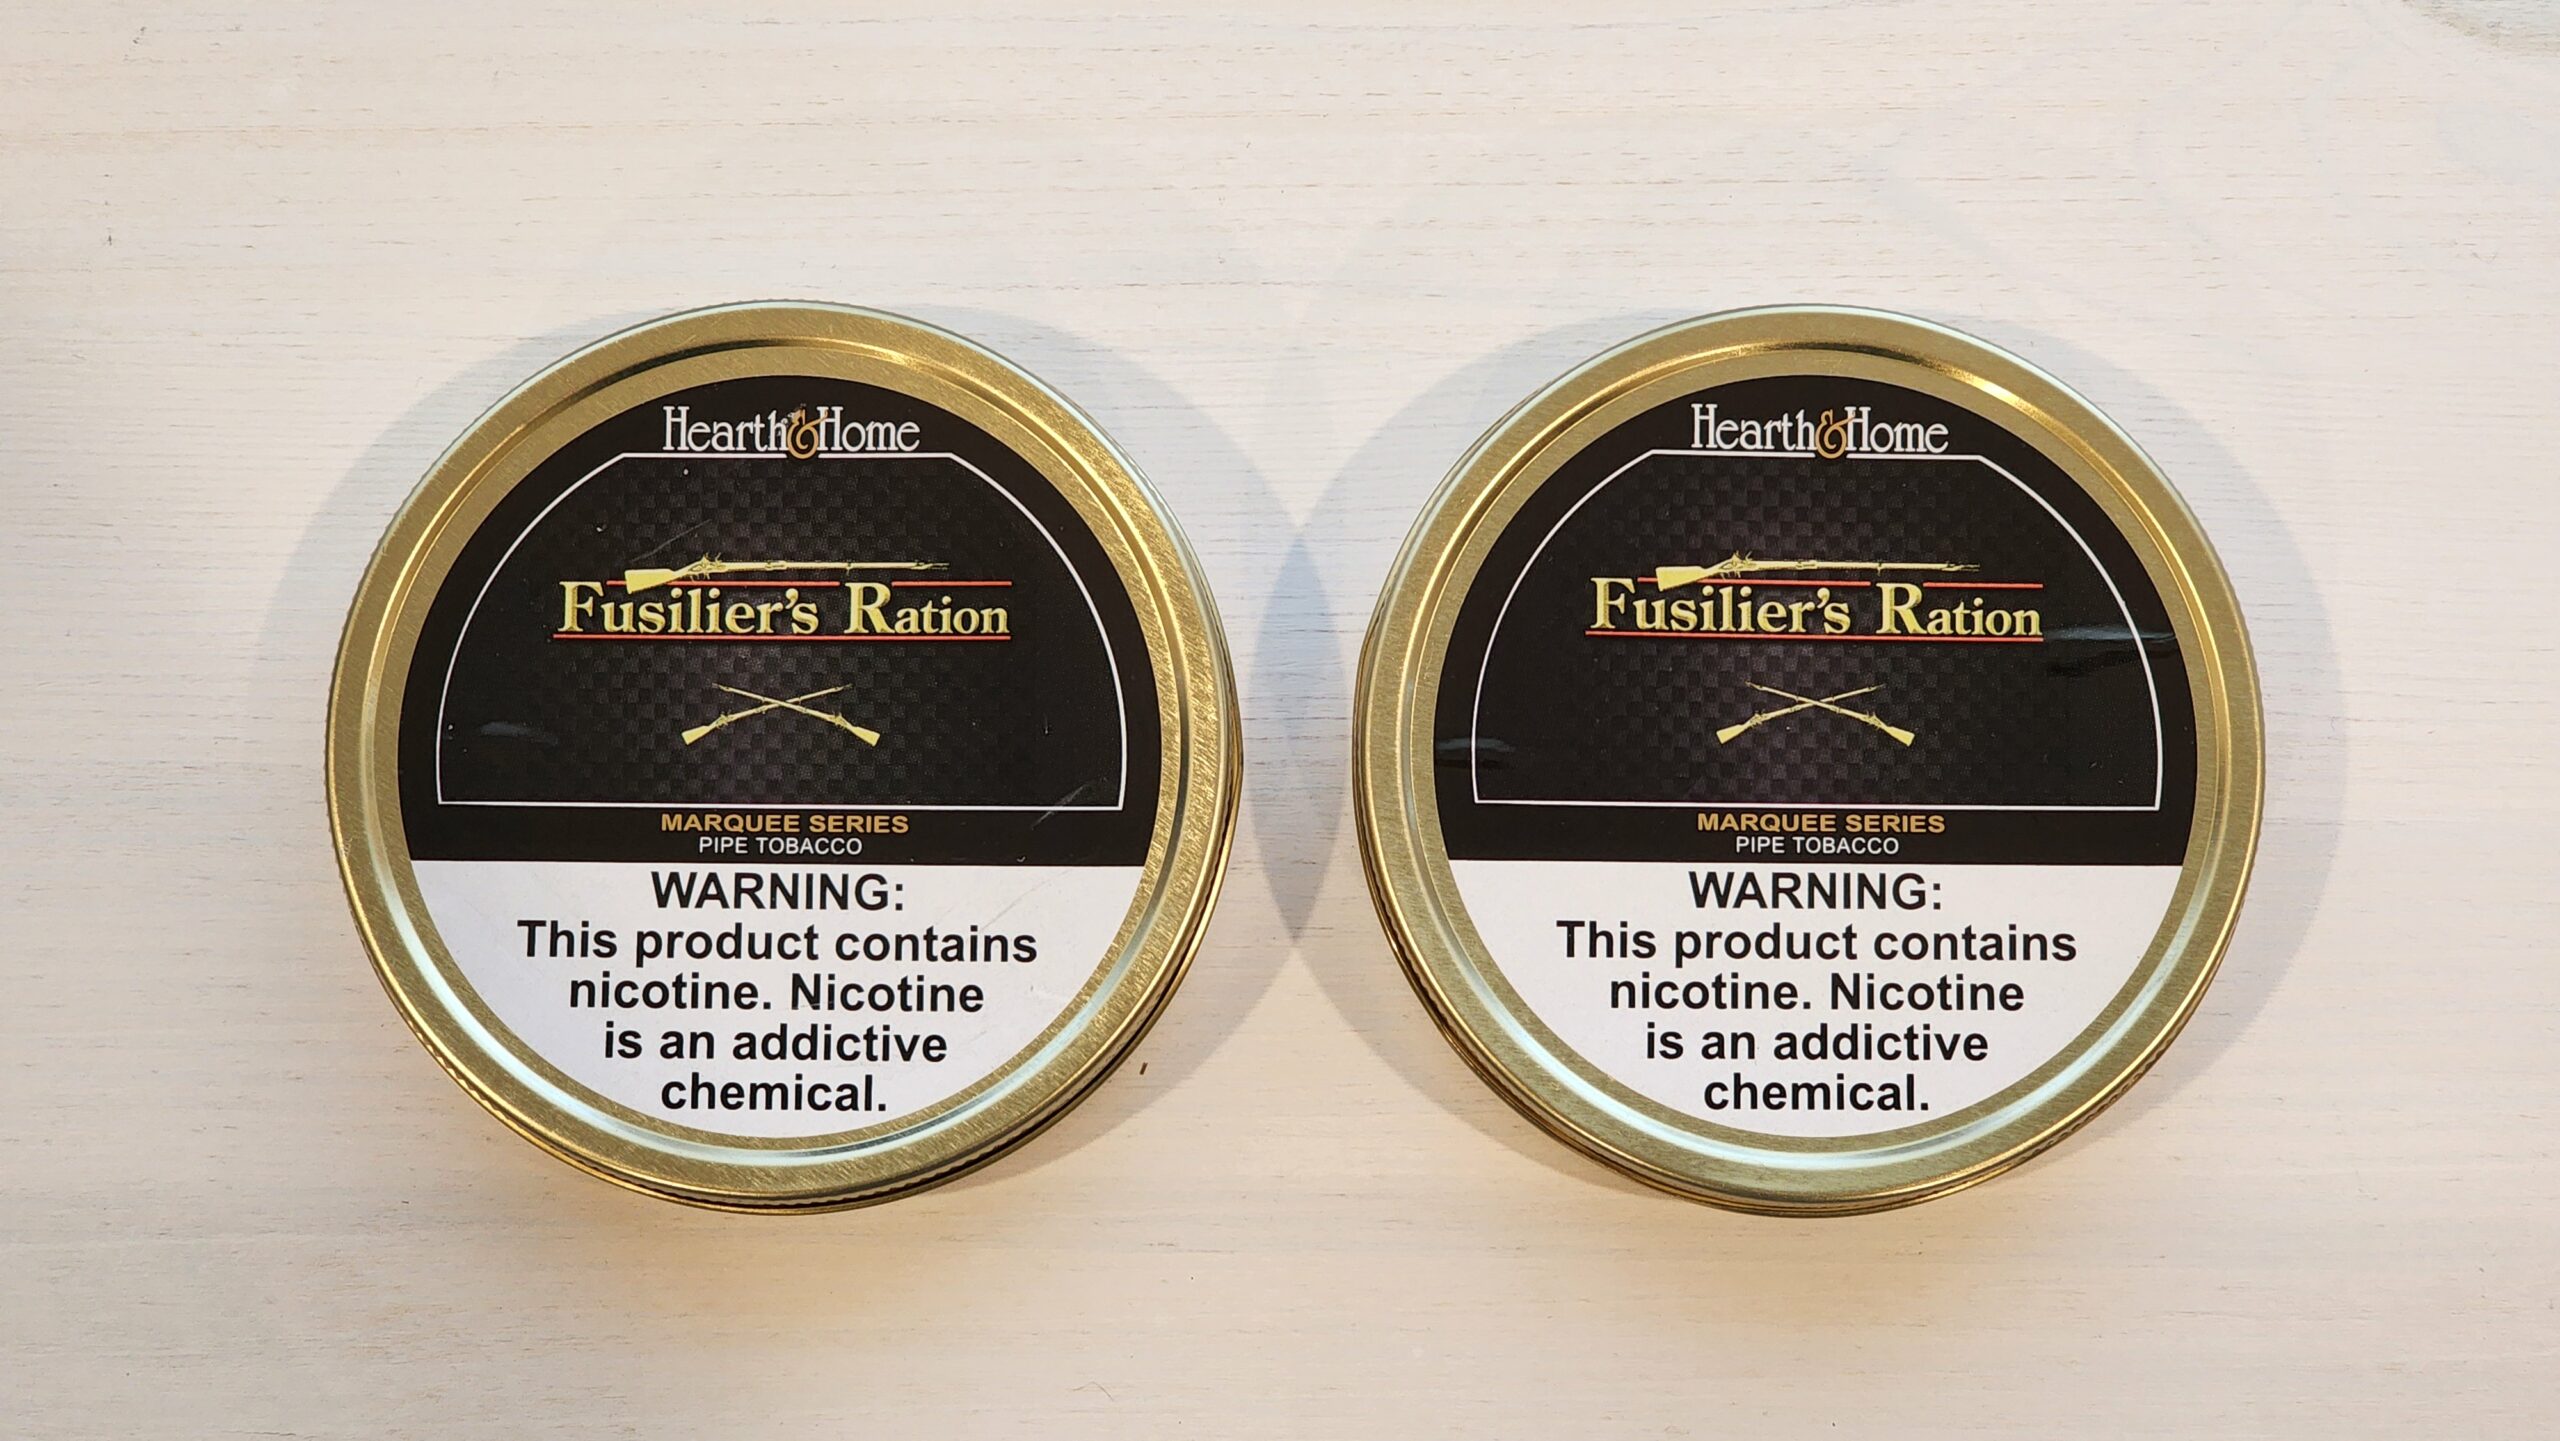 Hearth & Home
Fusilier's Ration
MARQUEE SERIES
PIPE TOBACCO
WARNING:
This product contains
nicotine. Nicotine
is an addictive
chemical.
Hearth & Home
Fusilier's Ration
MARQUEE SERIES
PIPE TOBACCO
WARNING:
This product contains
nicotine. Nicotine
is an addictive
chemical.